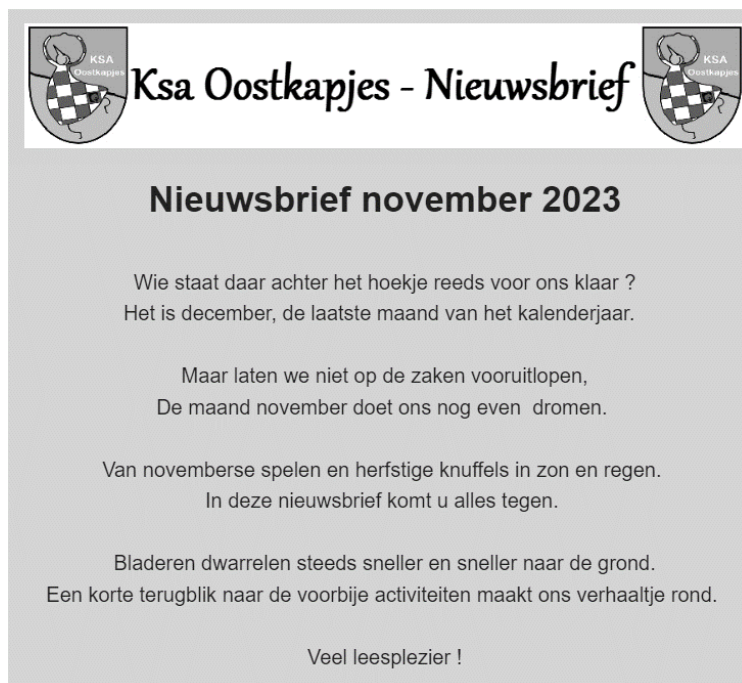 KSA
Oostkapjes
Ksa Oostkapjes - Nieuwsbrief
KSA
Oostkapjes
Nieuwsbrief november 2023
Wie staat daar achter het hoekje reeds voor ons klaar ?
Het is december, de laatste maand van het kalenderjaar.
Maar laten we niet op de zaken vooruitlopen,
De maand november doet ons nog even  dromen.
Van novemberse spelen en herfstige knuffels in zon en regen.
In deze nieuwsbrief komt u alles tegen.
Bladeren dwarrelen steeds sneller en sneller naar de grond.
Een korte terugblik naar de voorbije activiteiten maakt ons verhaaltje rond.
Veel leesplezier !